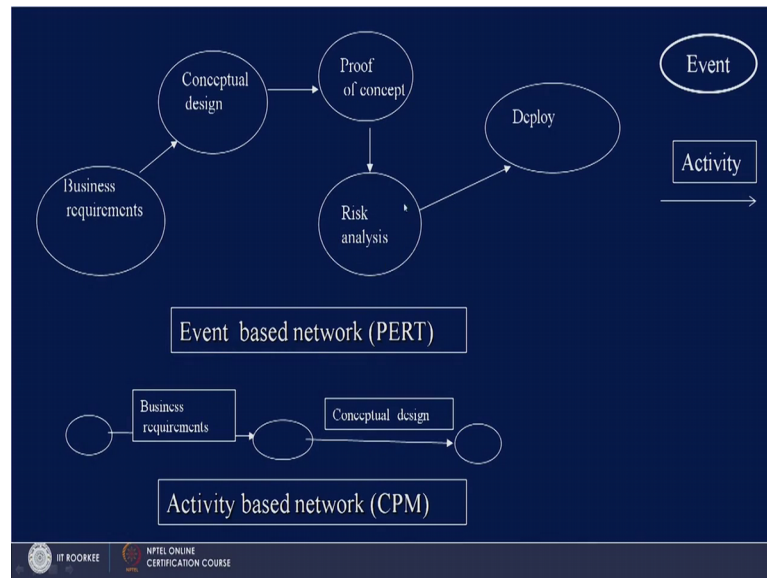 Conceptual
design
Proof
of concept
Event
Deploy
Activity
Business
requirements
Risk
analysis
Event based network (PERT)
Business
requirements
Conceptual design
Activity based network (CPM)
IIT ROORKEE
NPTEL ONLINE
CERTIFICATION COURSE